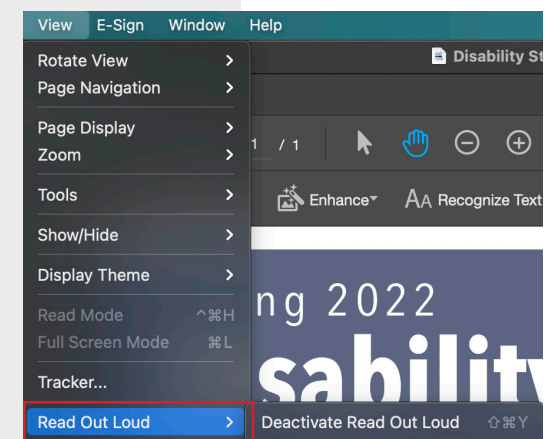 View E-Sign Window Help
Rotate View >
Disability St
Page Navigation >
Page Display >
1 / 1
Zoom >
Tools >
Enhance
AA Recognize Text
Show/Hide >
Display Theme >
ng 2022
Read Mode ^⌘H
Full Screen Mode ⌘L
sability
Tracker...
Read Out Loud >
Deactivate Read Out Loud ⇧⌘Y